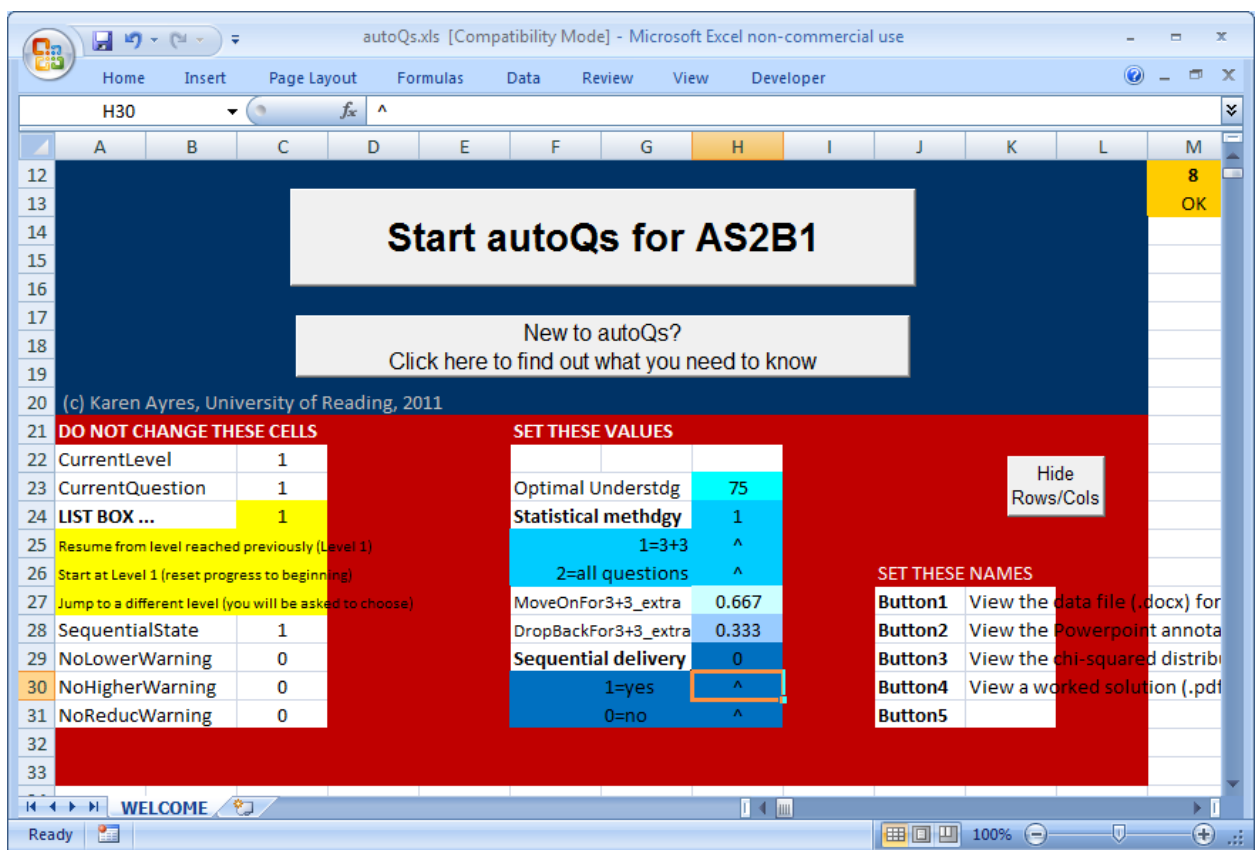 autoQs.xls [Compatibility Mode] - Microsoft Excel non-commercial use
Home Insert Page Layout Formulas Data Review View Developer
H30 fx ^
A B C D E F G H I J K L M
12 8
13 OK
14 Start autoQs for AS2B1
15
16
17 New to autoQs?
18 Click here to find out what you need to know
19
20 (c) Karen Ayres, University of Reading, 2011
21 DO NOT CHANGE THESE CELLS SET THESE VALUES
22 CurrentLevel 1 Hide
23 CurrentQuestion 1 Optimal Understdg 75 Rows/Cols
24 LIST BOX ... 1 Statistical methdgy 1
25 Resume from level reached previously (Level 1) 1=3+3 ^
26 Start at Level 1 (reset progress to beginning) 2=all questions ^ SET THESE NAMES
27 Jump to a different level (you will be asked to choose) MoveOnFor3+3_extra 0.667 Button1 View the data file (.docx) for
28 SequentialState 1 DropBackFor3+3_extra 0.333 Button2 View the Powerpoint annota
29 NoLowerWarning 0 Sequential delivery 0 Button3 View the chi-squared distribu
30 NoHigherWarning 0 1=yes ^ Button4 View a worked solution (.pdf
31 NoReducWarning 0 0=no ^ Button5
32
33
WELCOME
Ready 100%